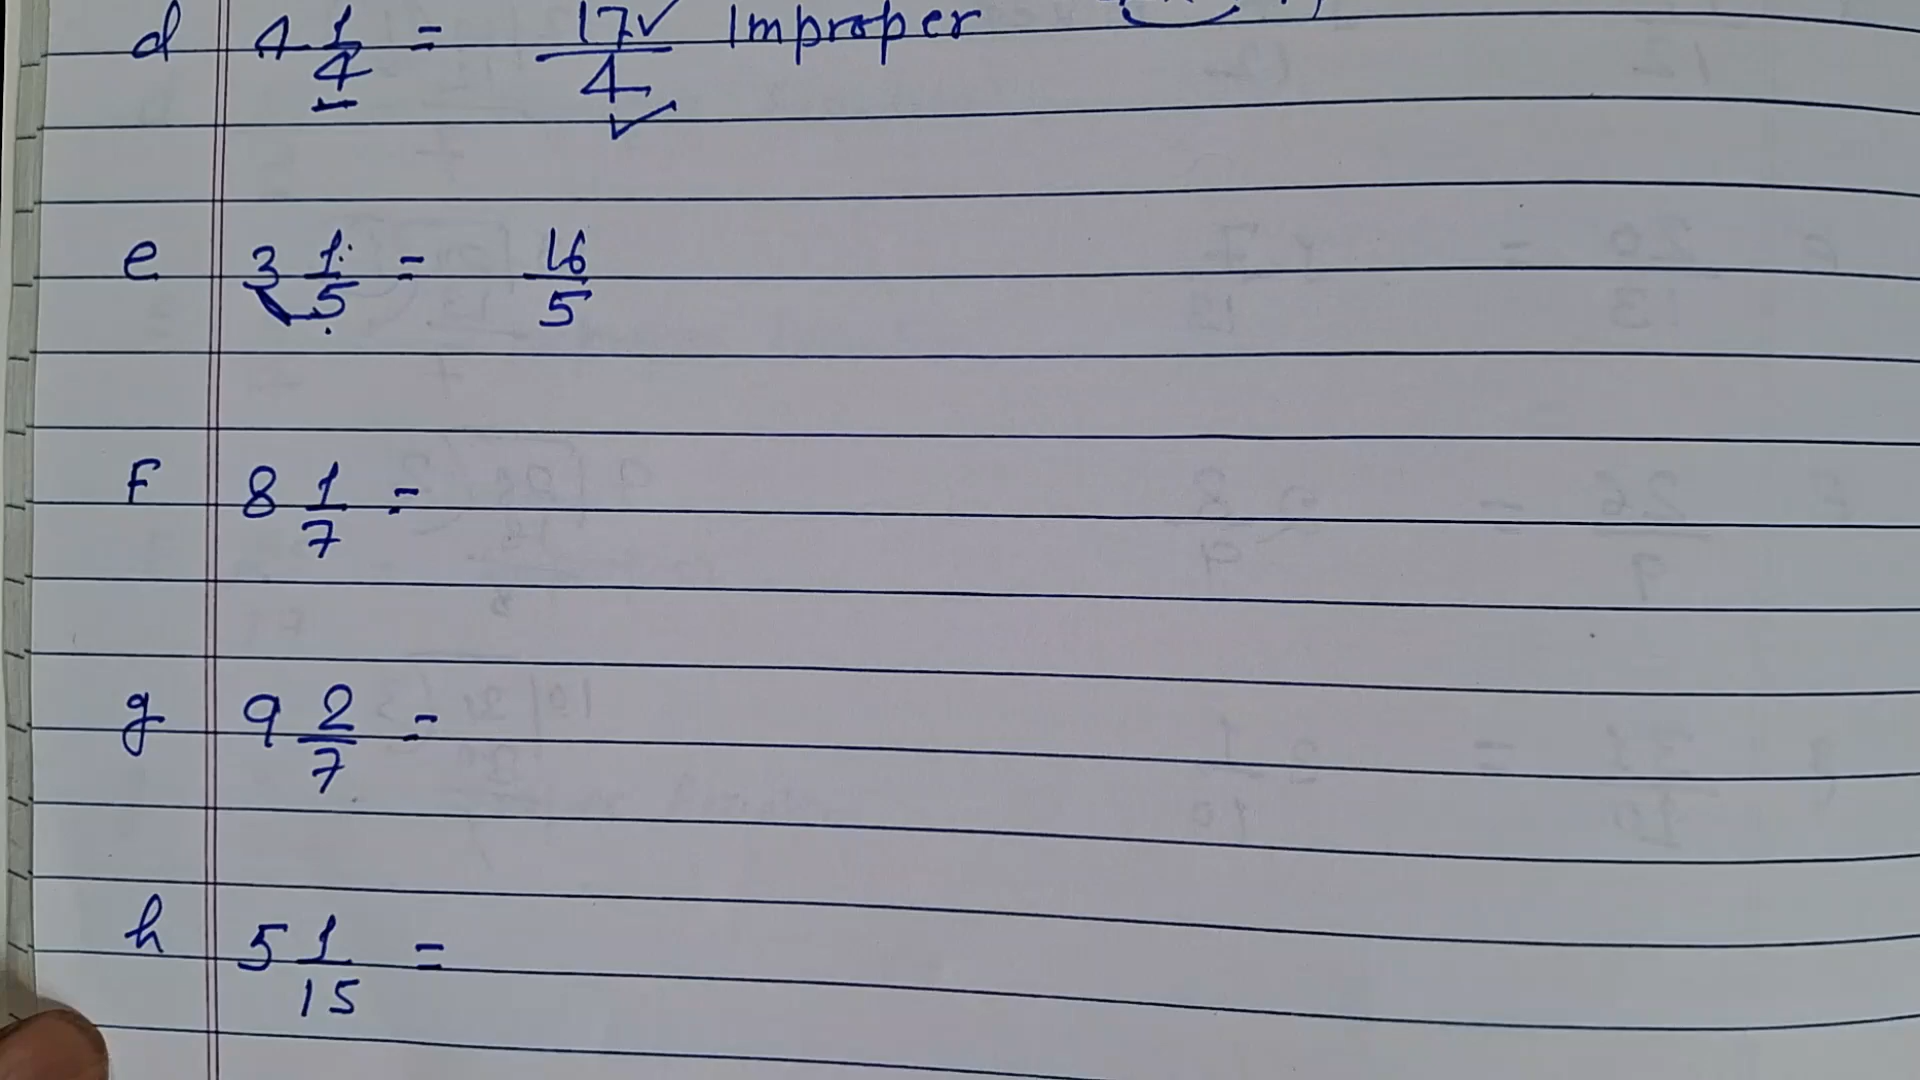 d 4 1/4 = 17/4 Improper
e 3 1/5 = 16/5
F 8 1/7 =
g 9 2/7 =
h 5 1/15 =